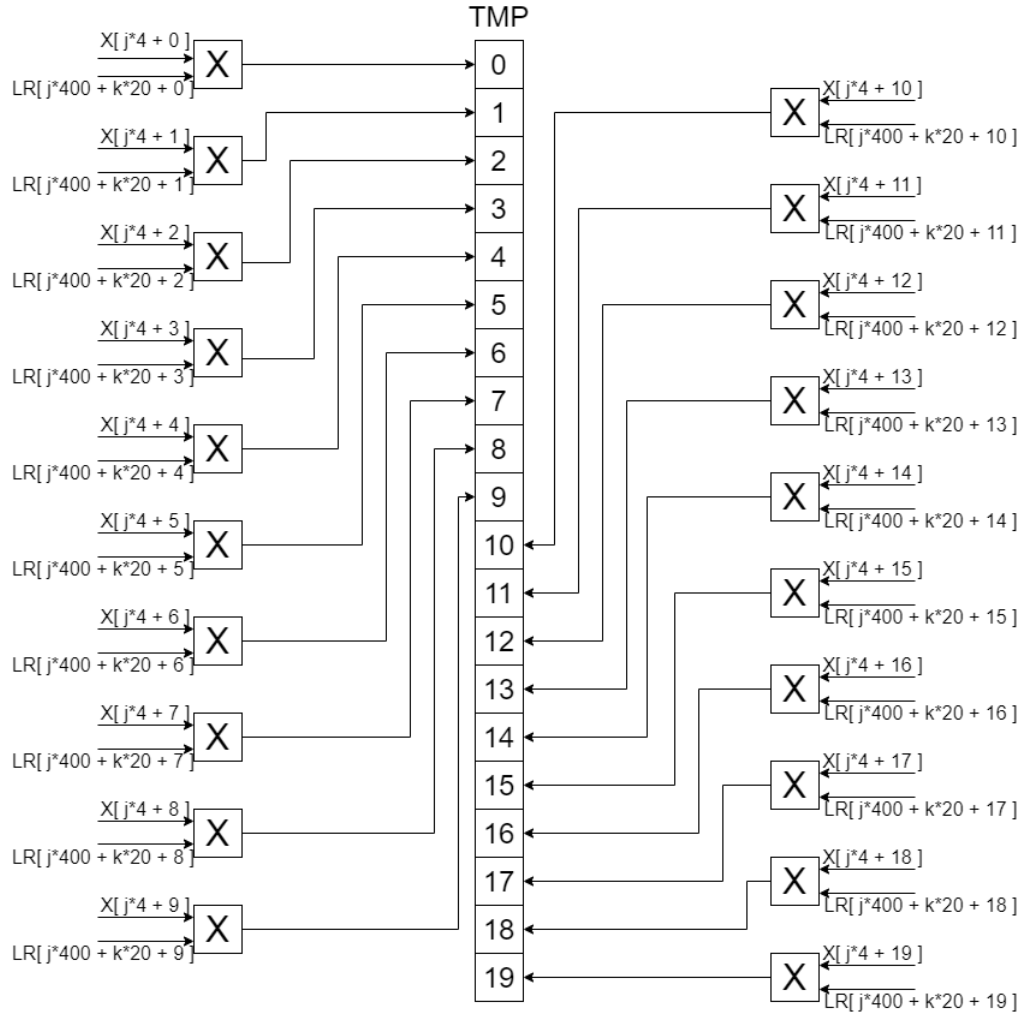 TMP
X[ j*4 + 0 ]
LR[ j*400 + k*20 + 0 ]
X
X[ j*4 + 1 ]
LR[ j*400 + k*20 + 1 ]
X
X[ j*4 + 2 ]
LR[ j*400 + k*20 + 2 ]
X
X[ j*4 + 3 ]
LR[ j*400 + k*20 + 3 ]
X
X[ j*4 + 4 ]
LR[ j*400 + k*20 + 4 ]
X
X[ j*4 + 5 ]
LR[ j*400 + k*20 + 5 ]
X
X[ j*4 + 6 ]
LR[ j*400 + k*20 + 6 ]
X
X[ j*4 + 7 ]
LR[ j*400 + k*20 + 7 ]
X
X[ j*4 + 8 ]
LR[ j*400 + k*20 + 8 ]
X
X[ j*4 + 9 ]
LR[ j*400 + k*20 + 9 ]
X
0
1
2
3
4
5
6
7
8
9
10
11
12
13
14
15
16
17
18
19
X
X[ j*4 + 10 ]
LR[ j*400 + k*20 + 10 ]
X
X[ j*4 + 11 ]
LR[ j*400 + k*20 + 11 ]
X
X[ j*4 + 12 ]
LR[ j*400 + k*20 + 12 ]
X
X[ j*4 + 13 ]
LR[ j*400 + k*20 + 13 ]
X
X[ j*4 + 14 ]
LR[ j*400 + k*20 + 14 ]
X
X[ j*4 + 15 ]
LR[ j*400 + k*20 + 15 ]
X
X[ j*4 + 16 ]
LR[ j*400 + k*20 + 16 ]
X
X[ j*4 + 17 ]
LR[ j*400 + k*20 + 17 ]
X
X[ j*4 + 18 ]
LR[ j*400 + k*20 + 18 ]
X
X[ j*4 + 19 ]
LR[ j*400 + k*20 + 19 ]